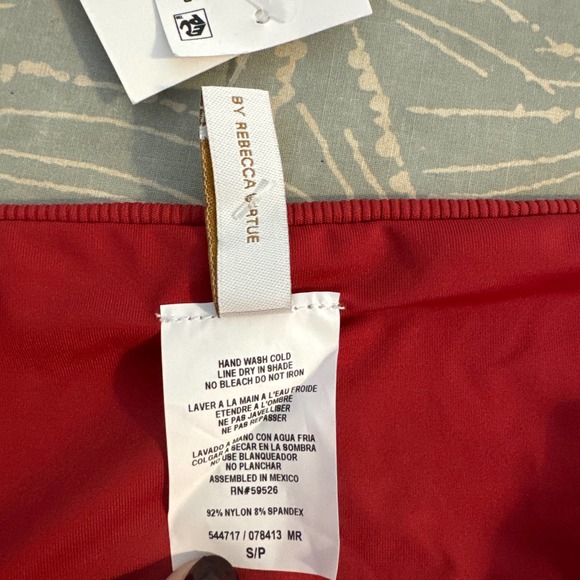 BY REBECCA VIRTUE
HAND WASH COLD
LINE DRY IN SHADE
NO BLEACH DO NOT IRON
LAVER A LA MAIN A L'EAU FROIDE
ETENDRE A L'OMBRE
NE PAS JAVELLISER
NE PAS REPASSER
LAVADO A MANO CON AGUA FRIA
COLGAR A SECAR EN LA SOMBRA
NO USE BLANQUEADOR
NO PLANCHAR
ASSEMBLED IN MEXICO
RN#59526
92% NYLON 8% SPANDEX
544717 / 078413 MR
S/P